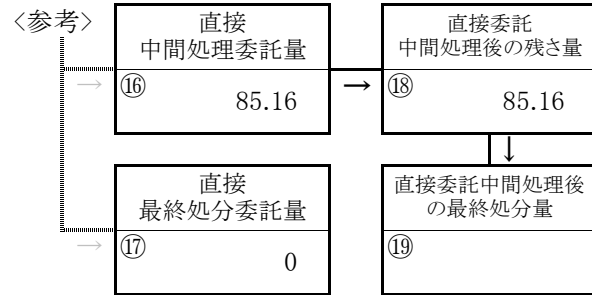 〈参考〉
直接
中間処理委託量
⑯
85.16
→
→
直接委託
中間処理後の残さ量
⑱
85.16
↓
直接
最終処分委託量
⑰
0
→
直接委託中間処理後
の最終処分量
⑲